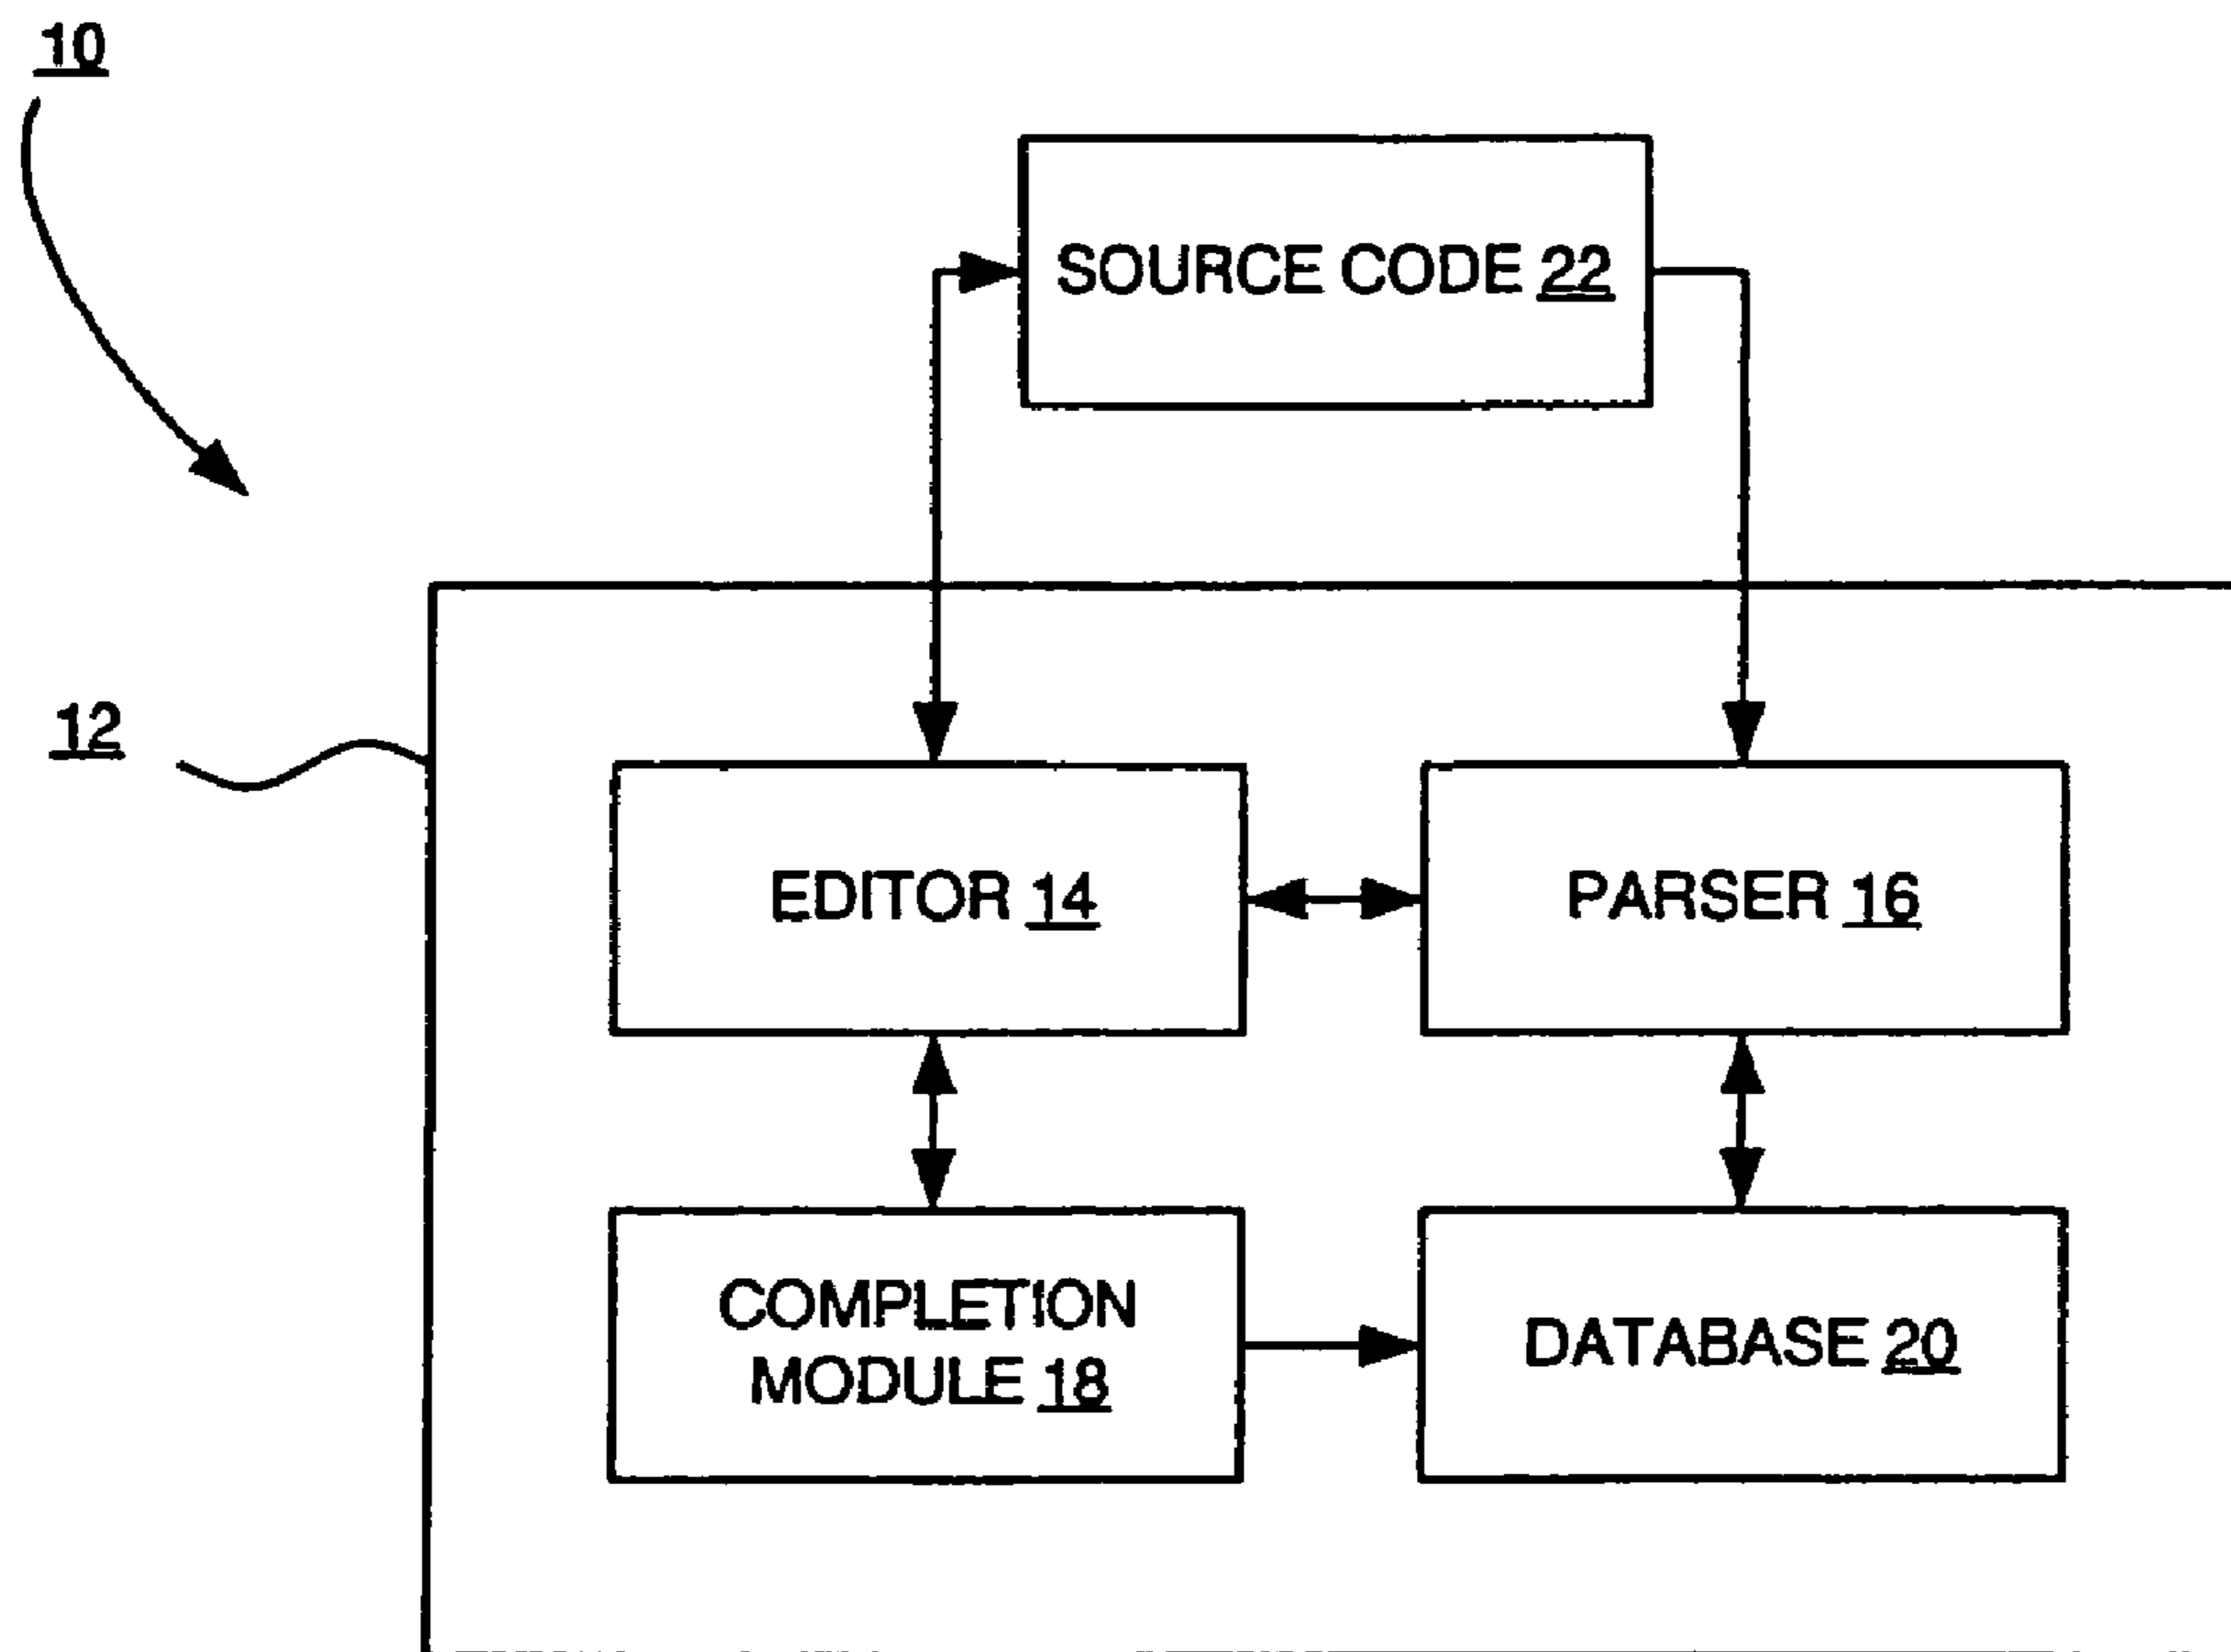 10
SOURCE CODE 22
12
EDITOR 14
PARSER 16
COMPLETION
MODULE 18
DATABASE 20